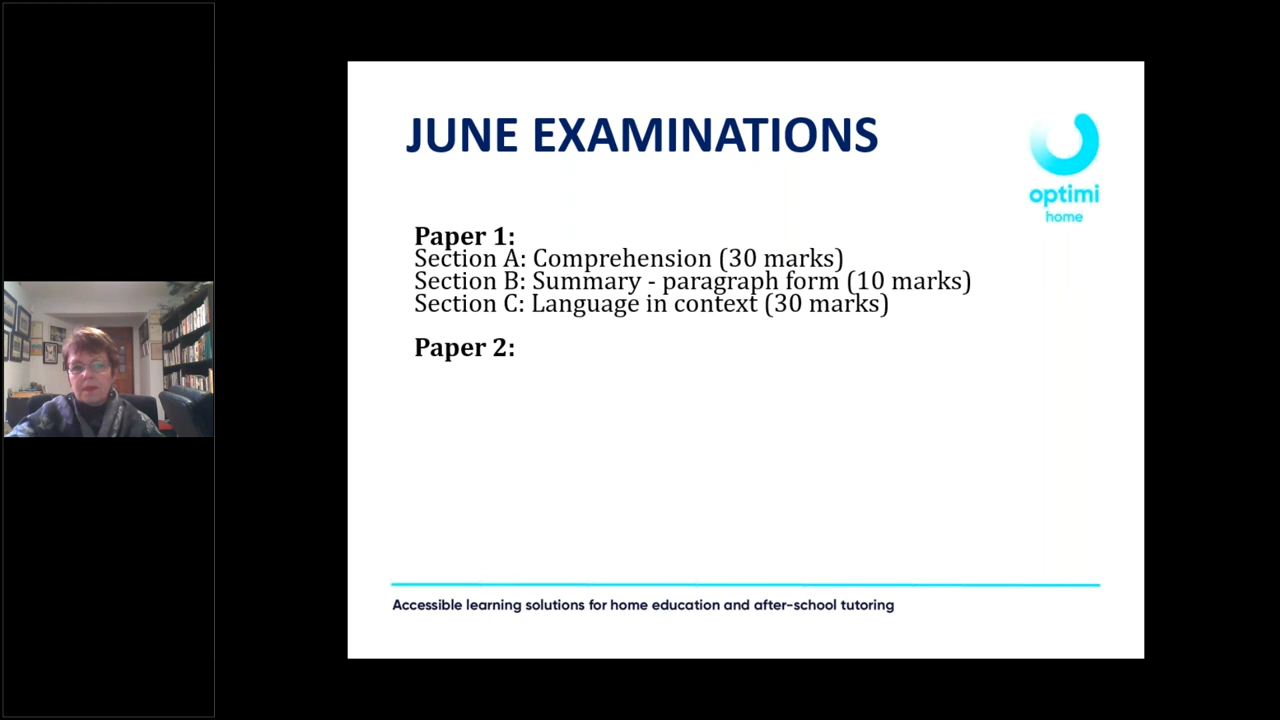 JUNE EXAMINATIONS
optimi
home
Paper 1:
Section A: Comprehension (30 marks)
Section B: Summary - paragraph form (10 marks)
Section C: Language in context (30 marks)
Paper 2:
Accessible learning solutions for home education and after-school tutoring